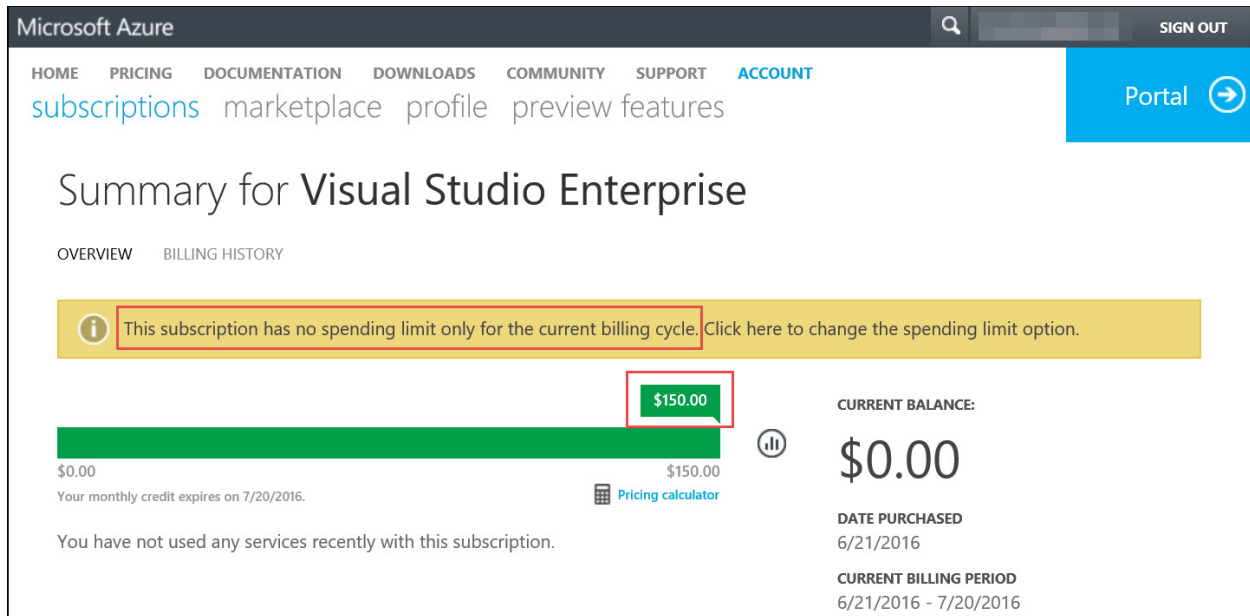 Microsoft Azure
SIGN OUT
HOME PRICING DOCUMENTATION DOWNLOADS COMMUNITY SUPPORT ACCOUNT
subscriptions marketplace profile preview features
Portal
Summary for Visual Studio Enterprise
OVERVIEW BILLING HISTORY
This subscription has no spending limit only for the current billing cycle. Click here to change the spending limit option.
$150.00
$0.00 $150.00
Your monthly credit expires on 7/20/2016.
Pricing calculator
You have not used any services recently with this subscription.
CURRENT BALANCE:
$0.00
DATE PURCHASED
6/21/2016
CURRENT BILLING PERIOD
6/21/2016 - 7/20/2016